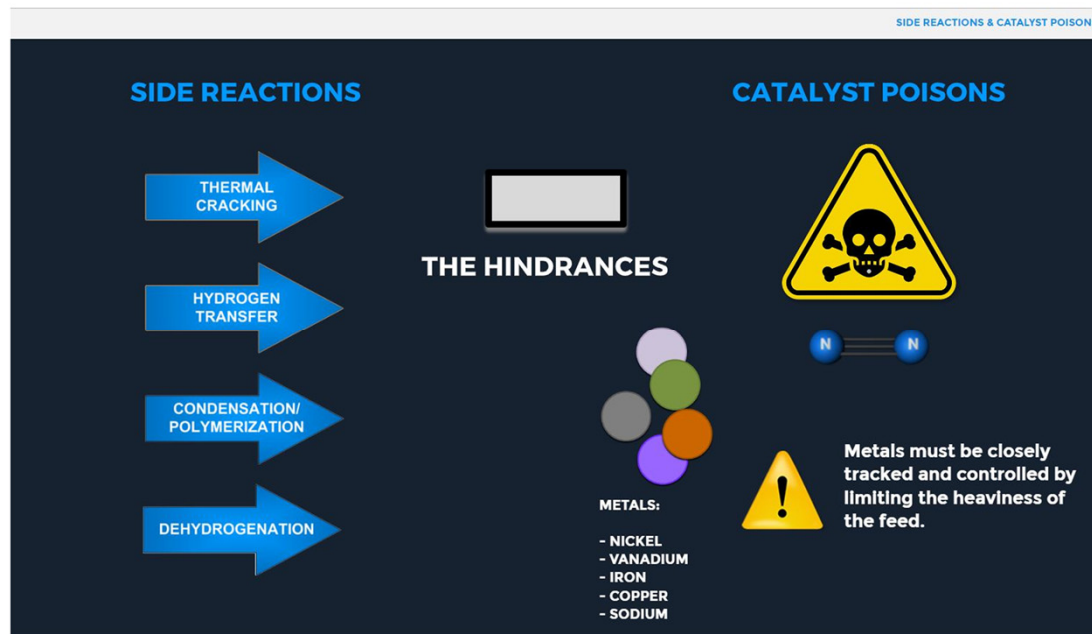 SIDE REACTIONS & CATALYST POISON
SIDE REACTIONS
CATALYST POISONS
THERMAL
CRACKING
HYDROGEN
TRANSFER
CONDENSATION/
POLYMERIZATION
DEHYDROGENATION
THE HINDRANCES
METALS:
- NICKEL
- VANADIUM
- IRON
- COPPER
- SODIUM
N N
!
Metals must be closely
tracked and controlled by
limiting the heaviness of
the feed.